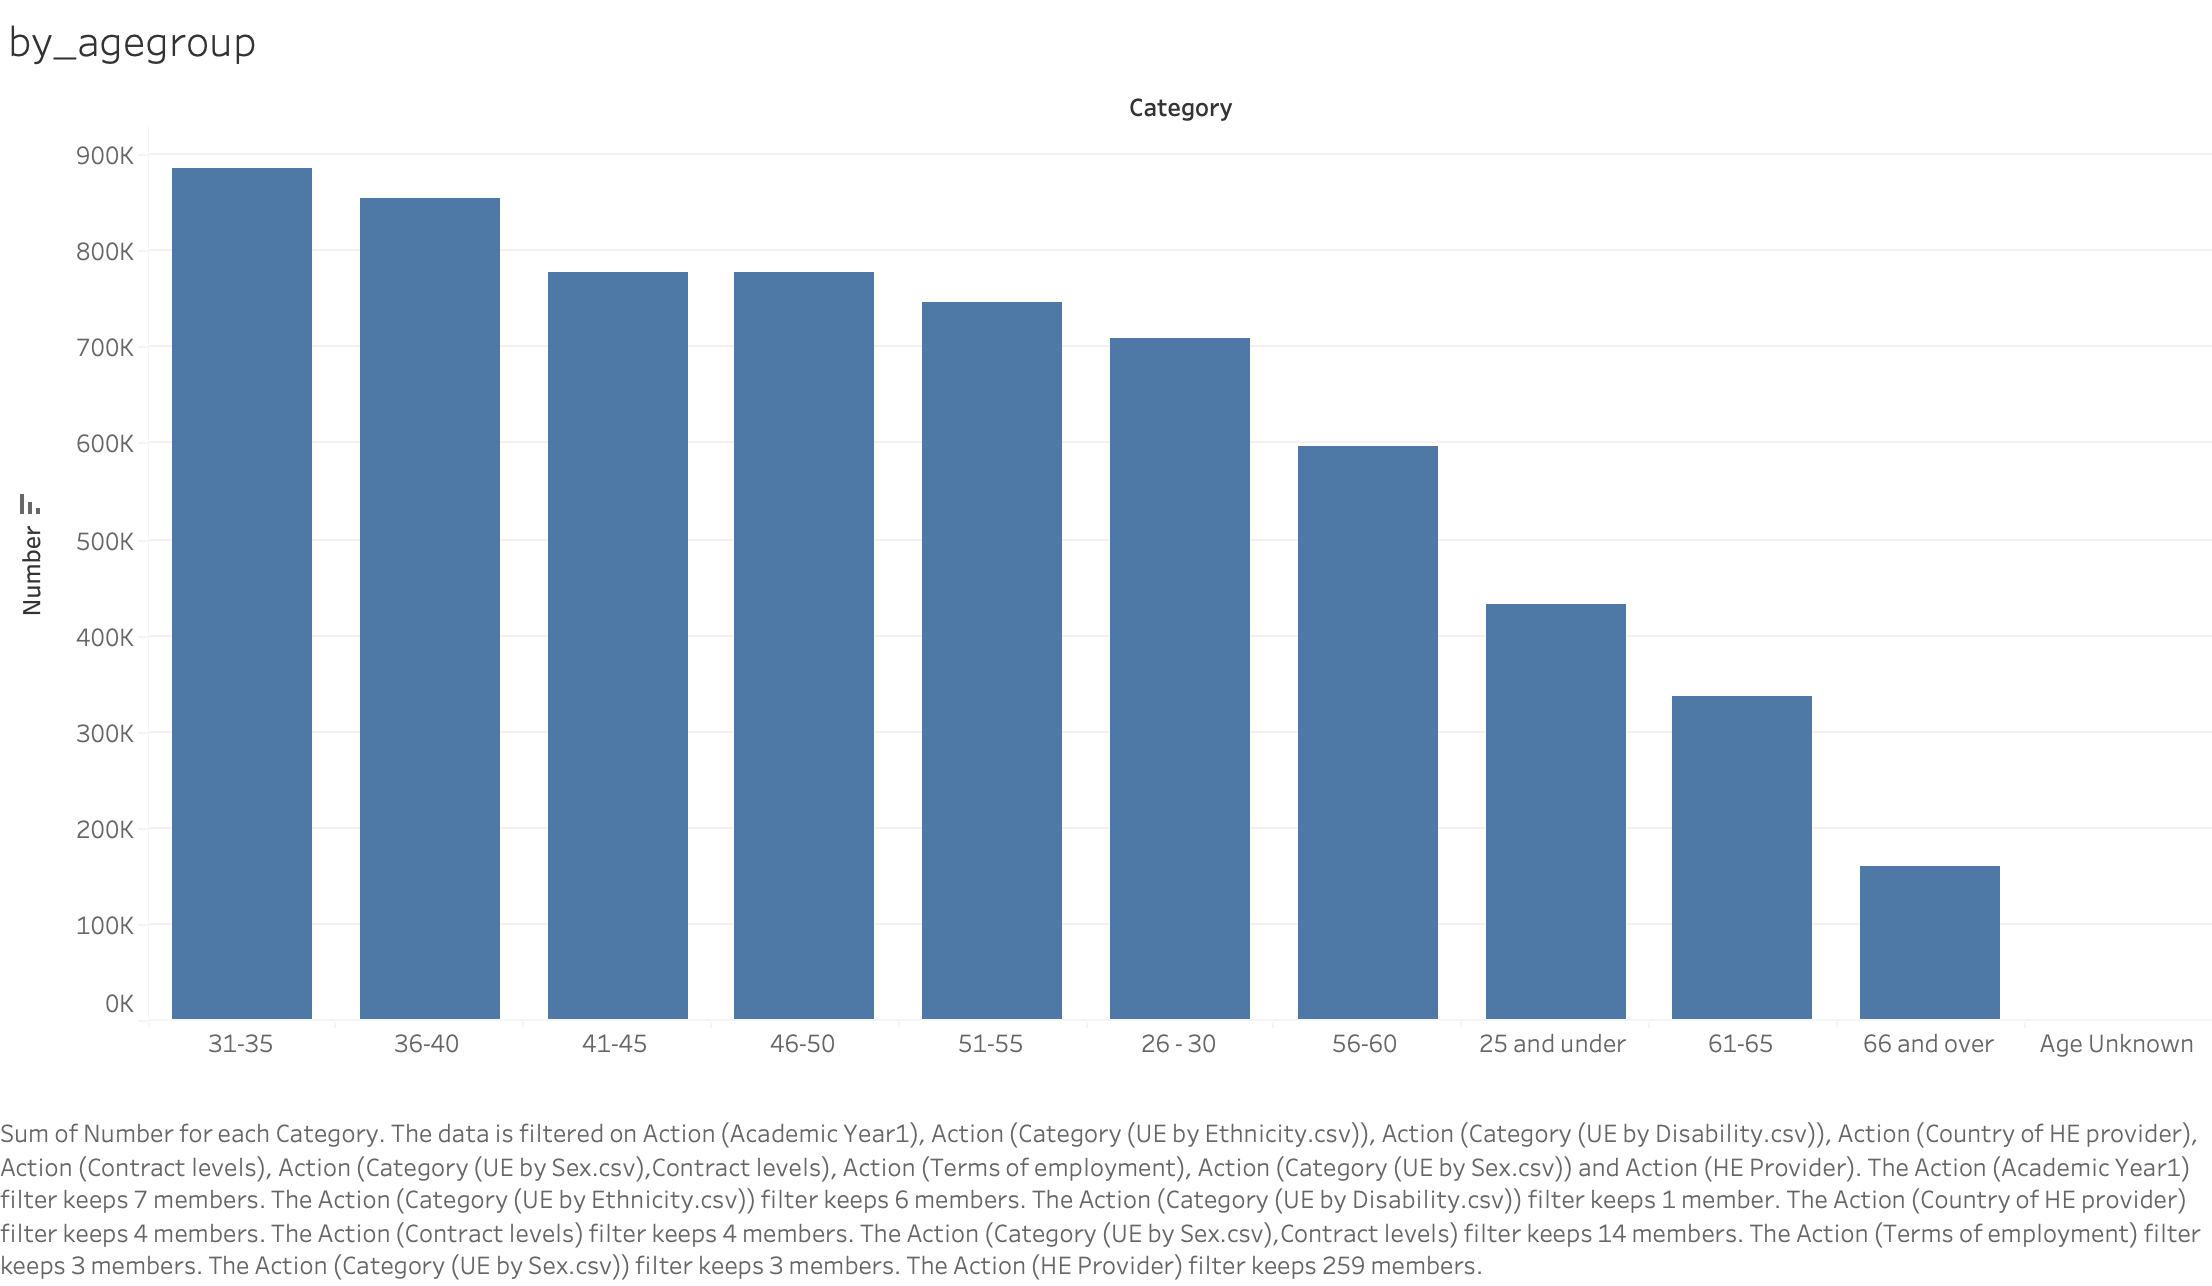 by_agegroup
Category
900K
800K
700K
600K
500K
400K
300K
200K
100K
0K
Number
31-35
36-40
41-45
46-50
51-55
26 - 30
56-60
25 and under
61-65
66 and over
Age Unknown
Sum of Number for each Category. The data is filtered on Action (Academic Year1), Action (Category (UE by Ethnicity.csv)), Action (Category (UE by Disability.csv)), Action (Country of HE provider),
Action (Contract levels), Action (Category (UE by Sex.csv),Contract levels), Action (Terms of employment), Action (Category (UE by Sex.csv)) and Action (HE Provider). The Action (Academic Year1)
filter keeps 7 members. The Action (Category (UE by Ethnicity.csv)) filter keeps 6 members. The Action (Category (UE by Disability.csv)) filter keeps 1 member. The Action (Country of HE provider)
filter keeps 4 members. The Action (Contract levels) filter keeps 4 members. The Action (Category (UE by Sex.csv),Contract levels) filter keeps 14 members. The Action (Terms of employment) filter
keeps 3 members. The Action (Category (UE by Sex.csv)) filter keeps 3 members. The Action (HE Provider) filter keeps 259 members.